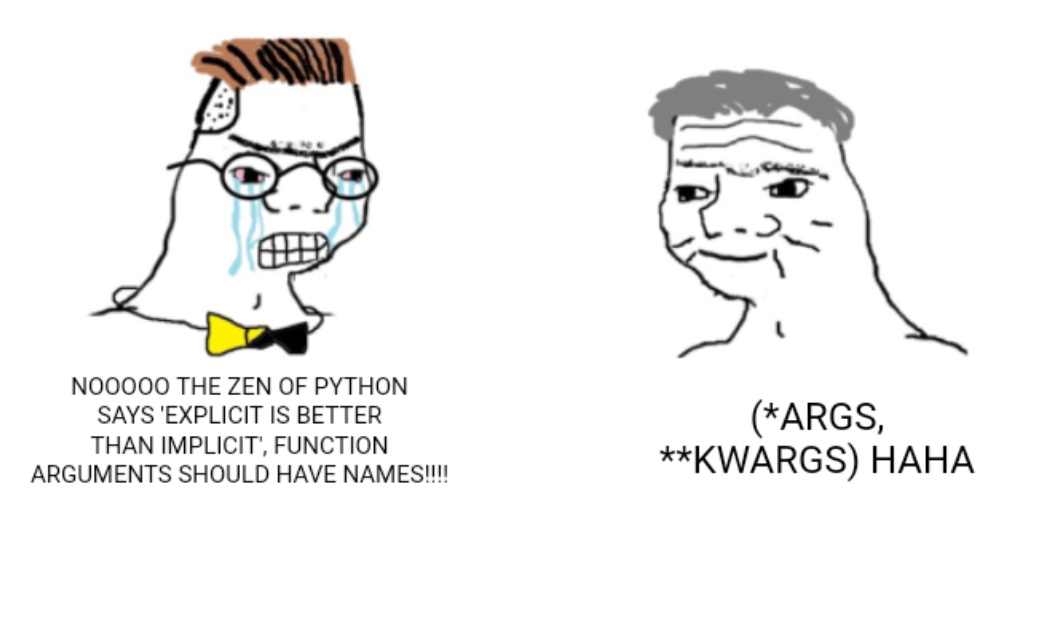 NOOOOO THE ZEN OF PYTHON
SAYS 'EXPLICIT IS BETTER
THAN IMPLICIT', FUNCTION
ARGUMENTS SHOULD HAVE NAMES!!!!
(*ARGS,
**KWARGS) HAHA